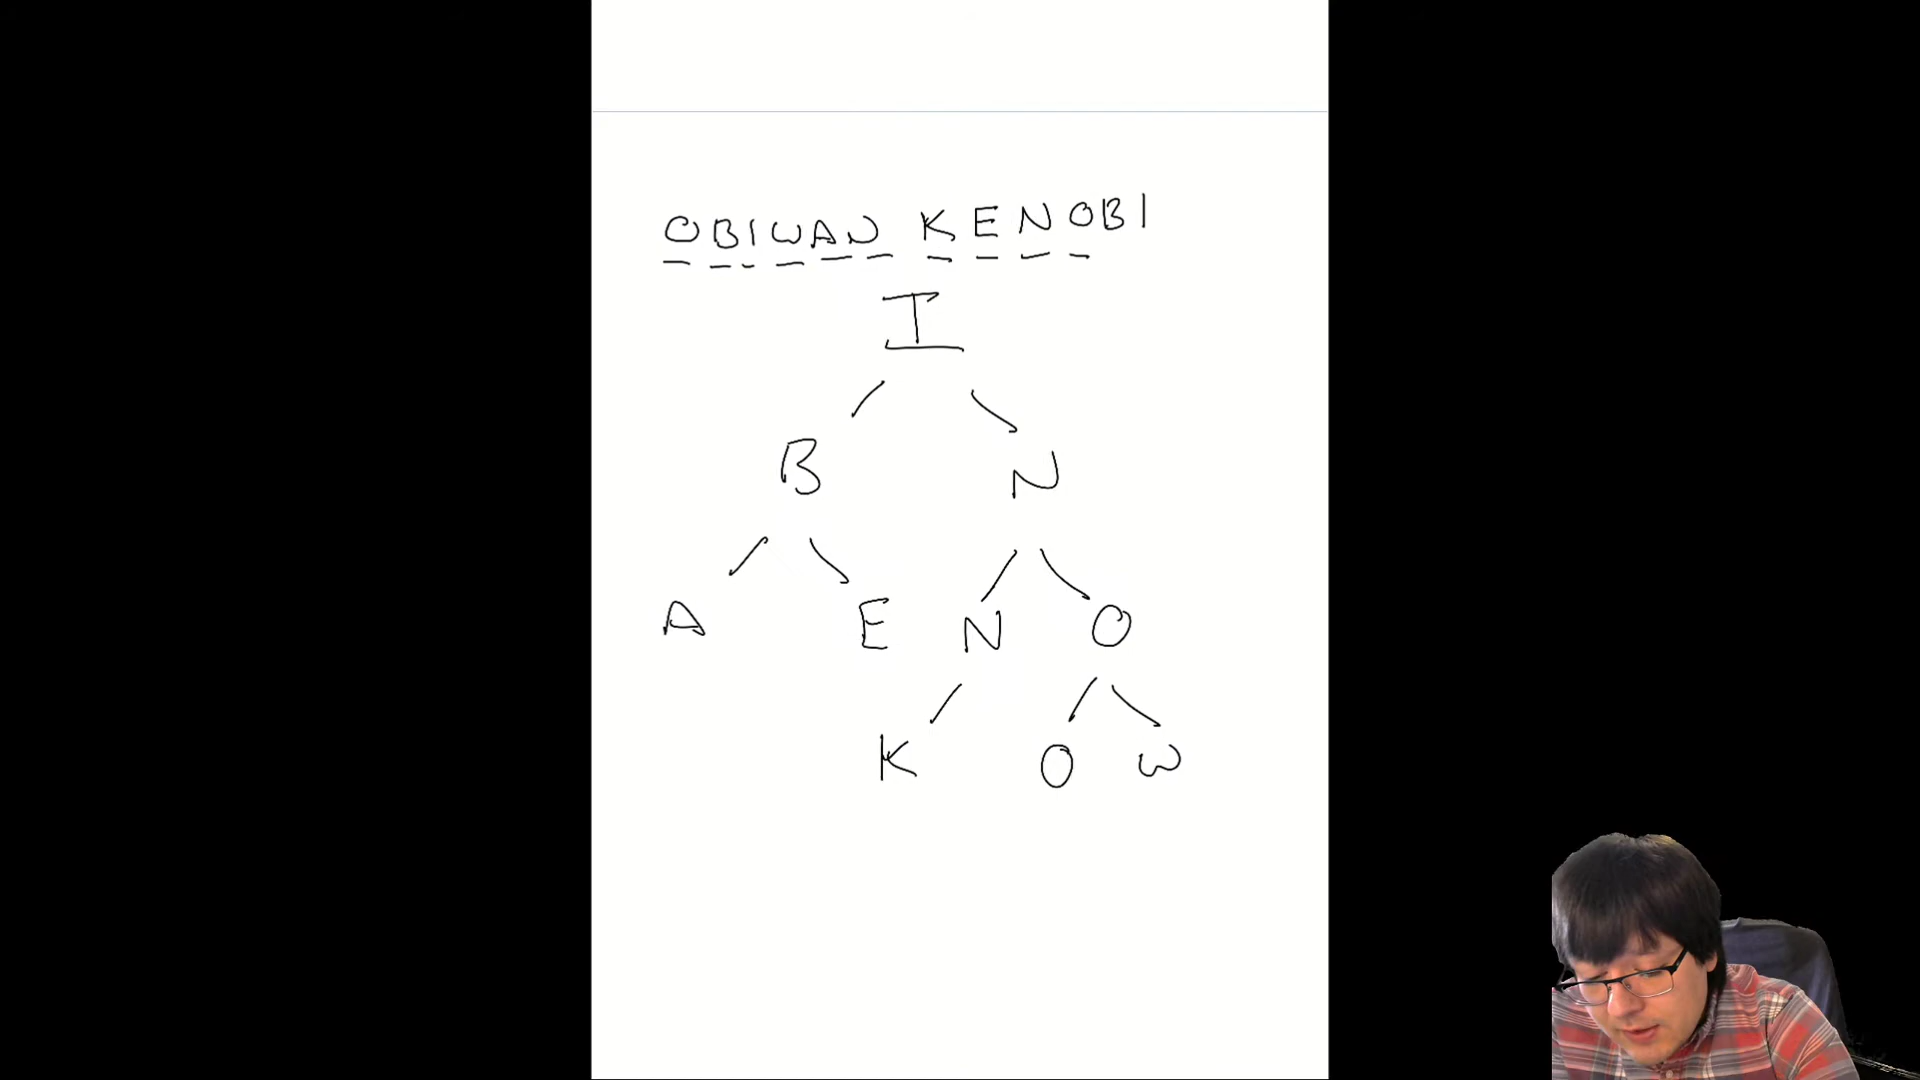 OBIWAN KENOBI
I
B N
A E N O
K O W